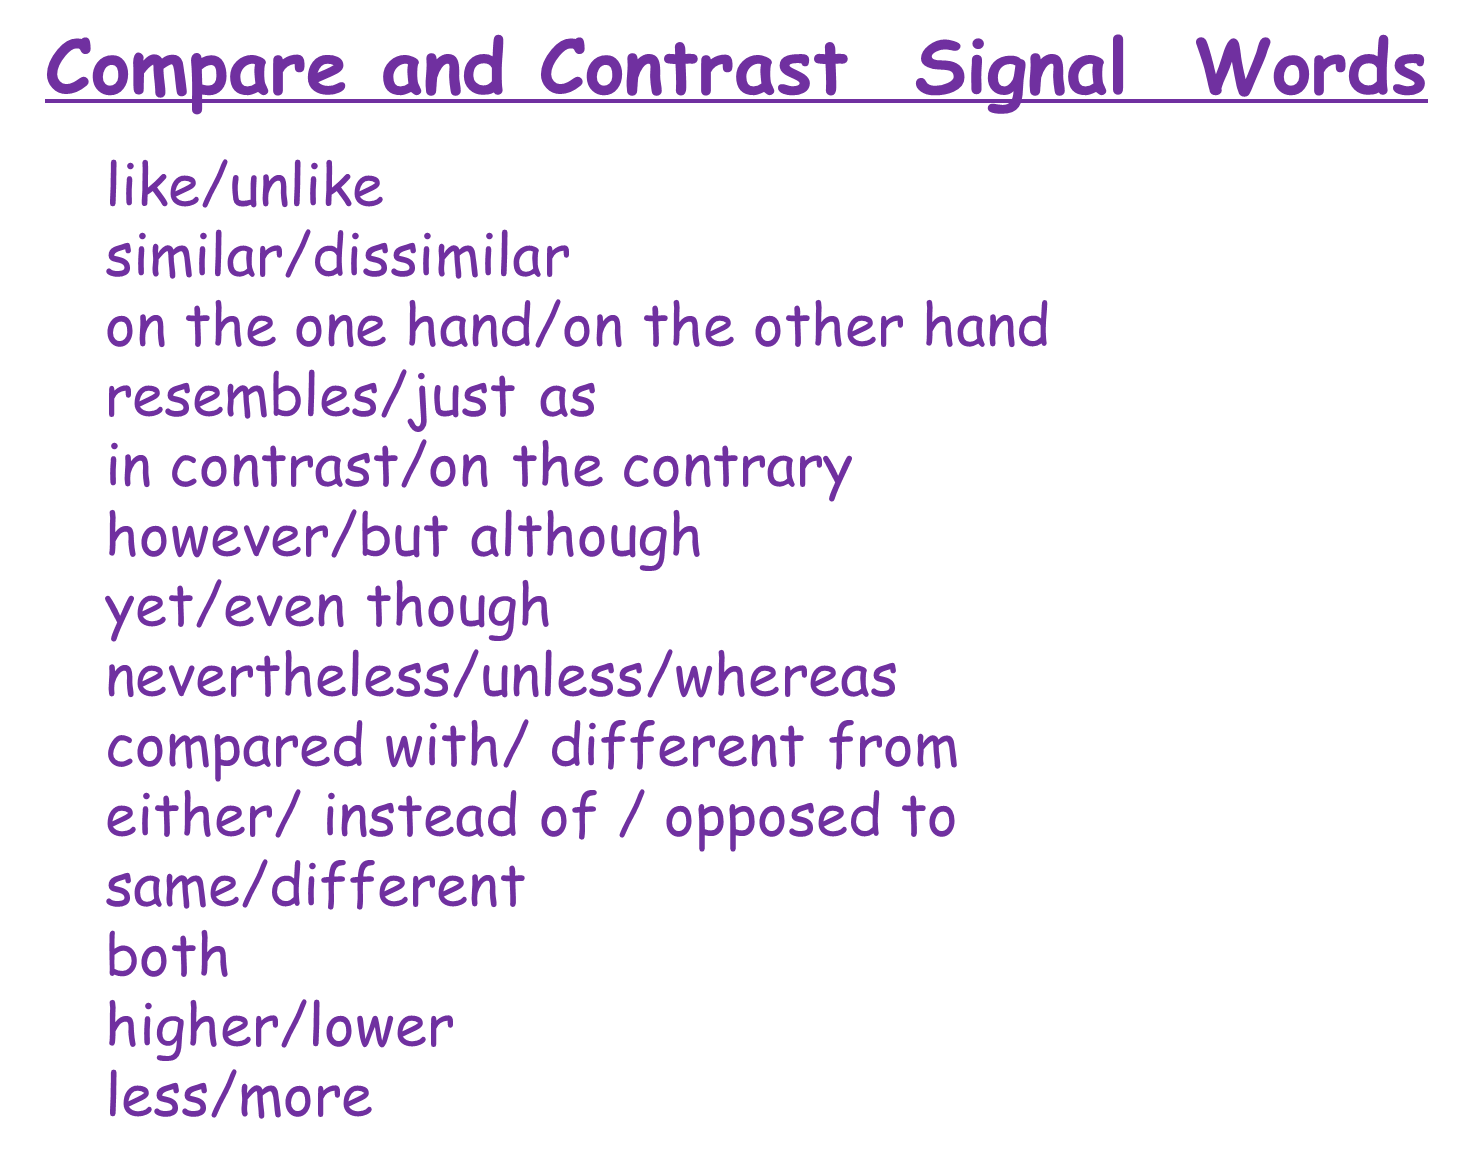 Compare and Contrast Signal Words
like/unlike
similar/dissimilar
on the one hand/on the other hand
resembles/just as
in contrast/on the contrary
however/but although
yet/even though
nevertheless/unless/whereas
compared with/ different from
either/ instead of / opposed to
same/different
both
higher/lower
less/more